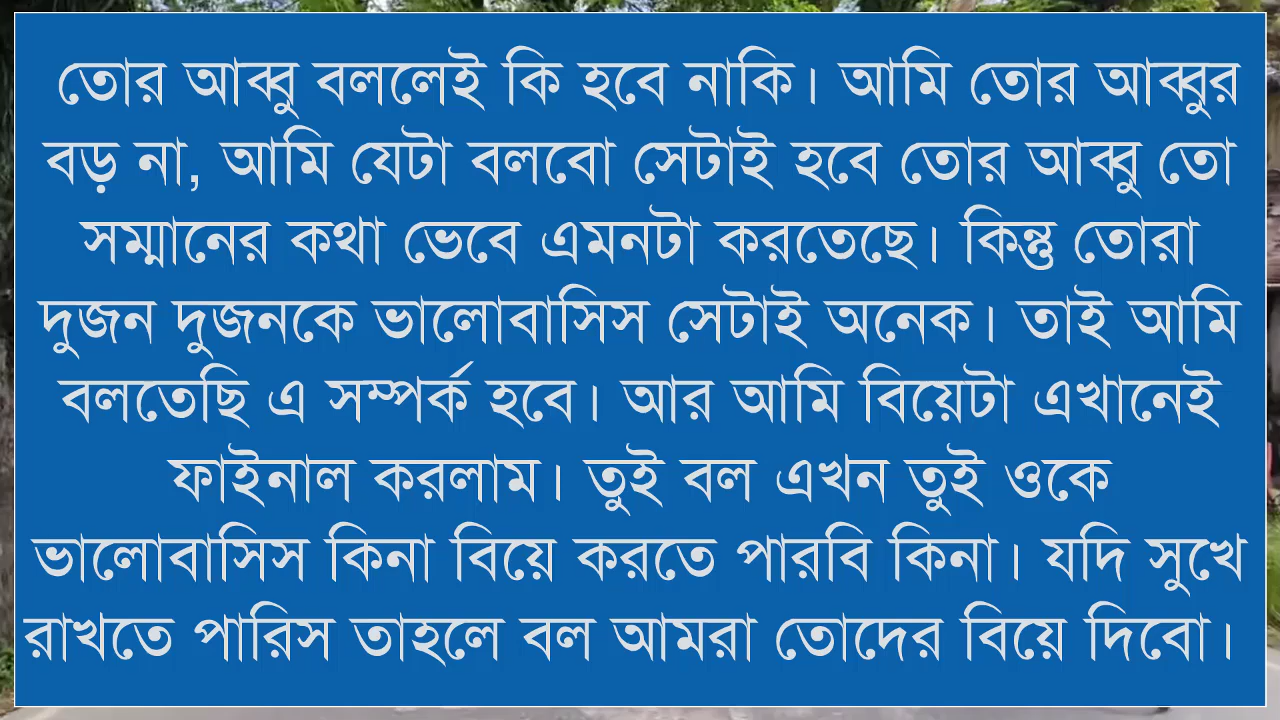 তোর আব্বু বললেই কি হবে নাকি। আমি তোর আব্বুর
বড় না, আমি যেটা বলবো সেটাই হবে তোর আব্বু তো
সম্মানের কথা ভেবে এমনটা করতেছে। কিন্তু তোরা
দুজন দুজনকে ভালোবাসিস সেটাই অনেক। তাই আমি
বলতেছি এ সম্পর্ক হবে। আর আমি বিয়েটা এখানেই
ফাইনাল করলাম। তুই বল এখন তুই ওকে
ভালোবাসিস কিনা বিয়ে করতে পারবি কিনা। যদি সুখে
রাখতে পারিস তাহলে বল আমরা তোদের বিয়ে দিবো।